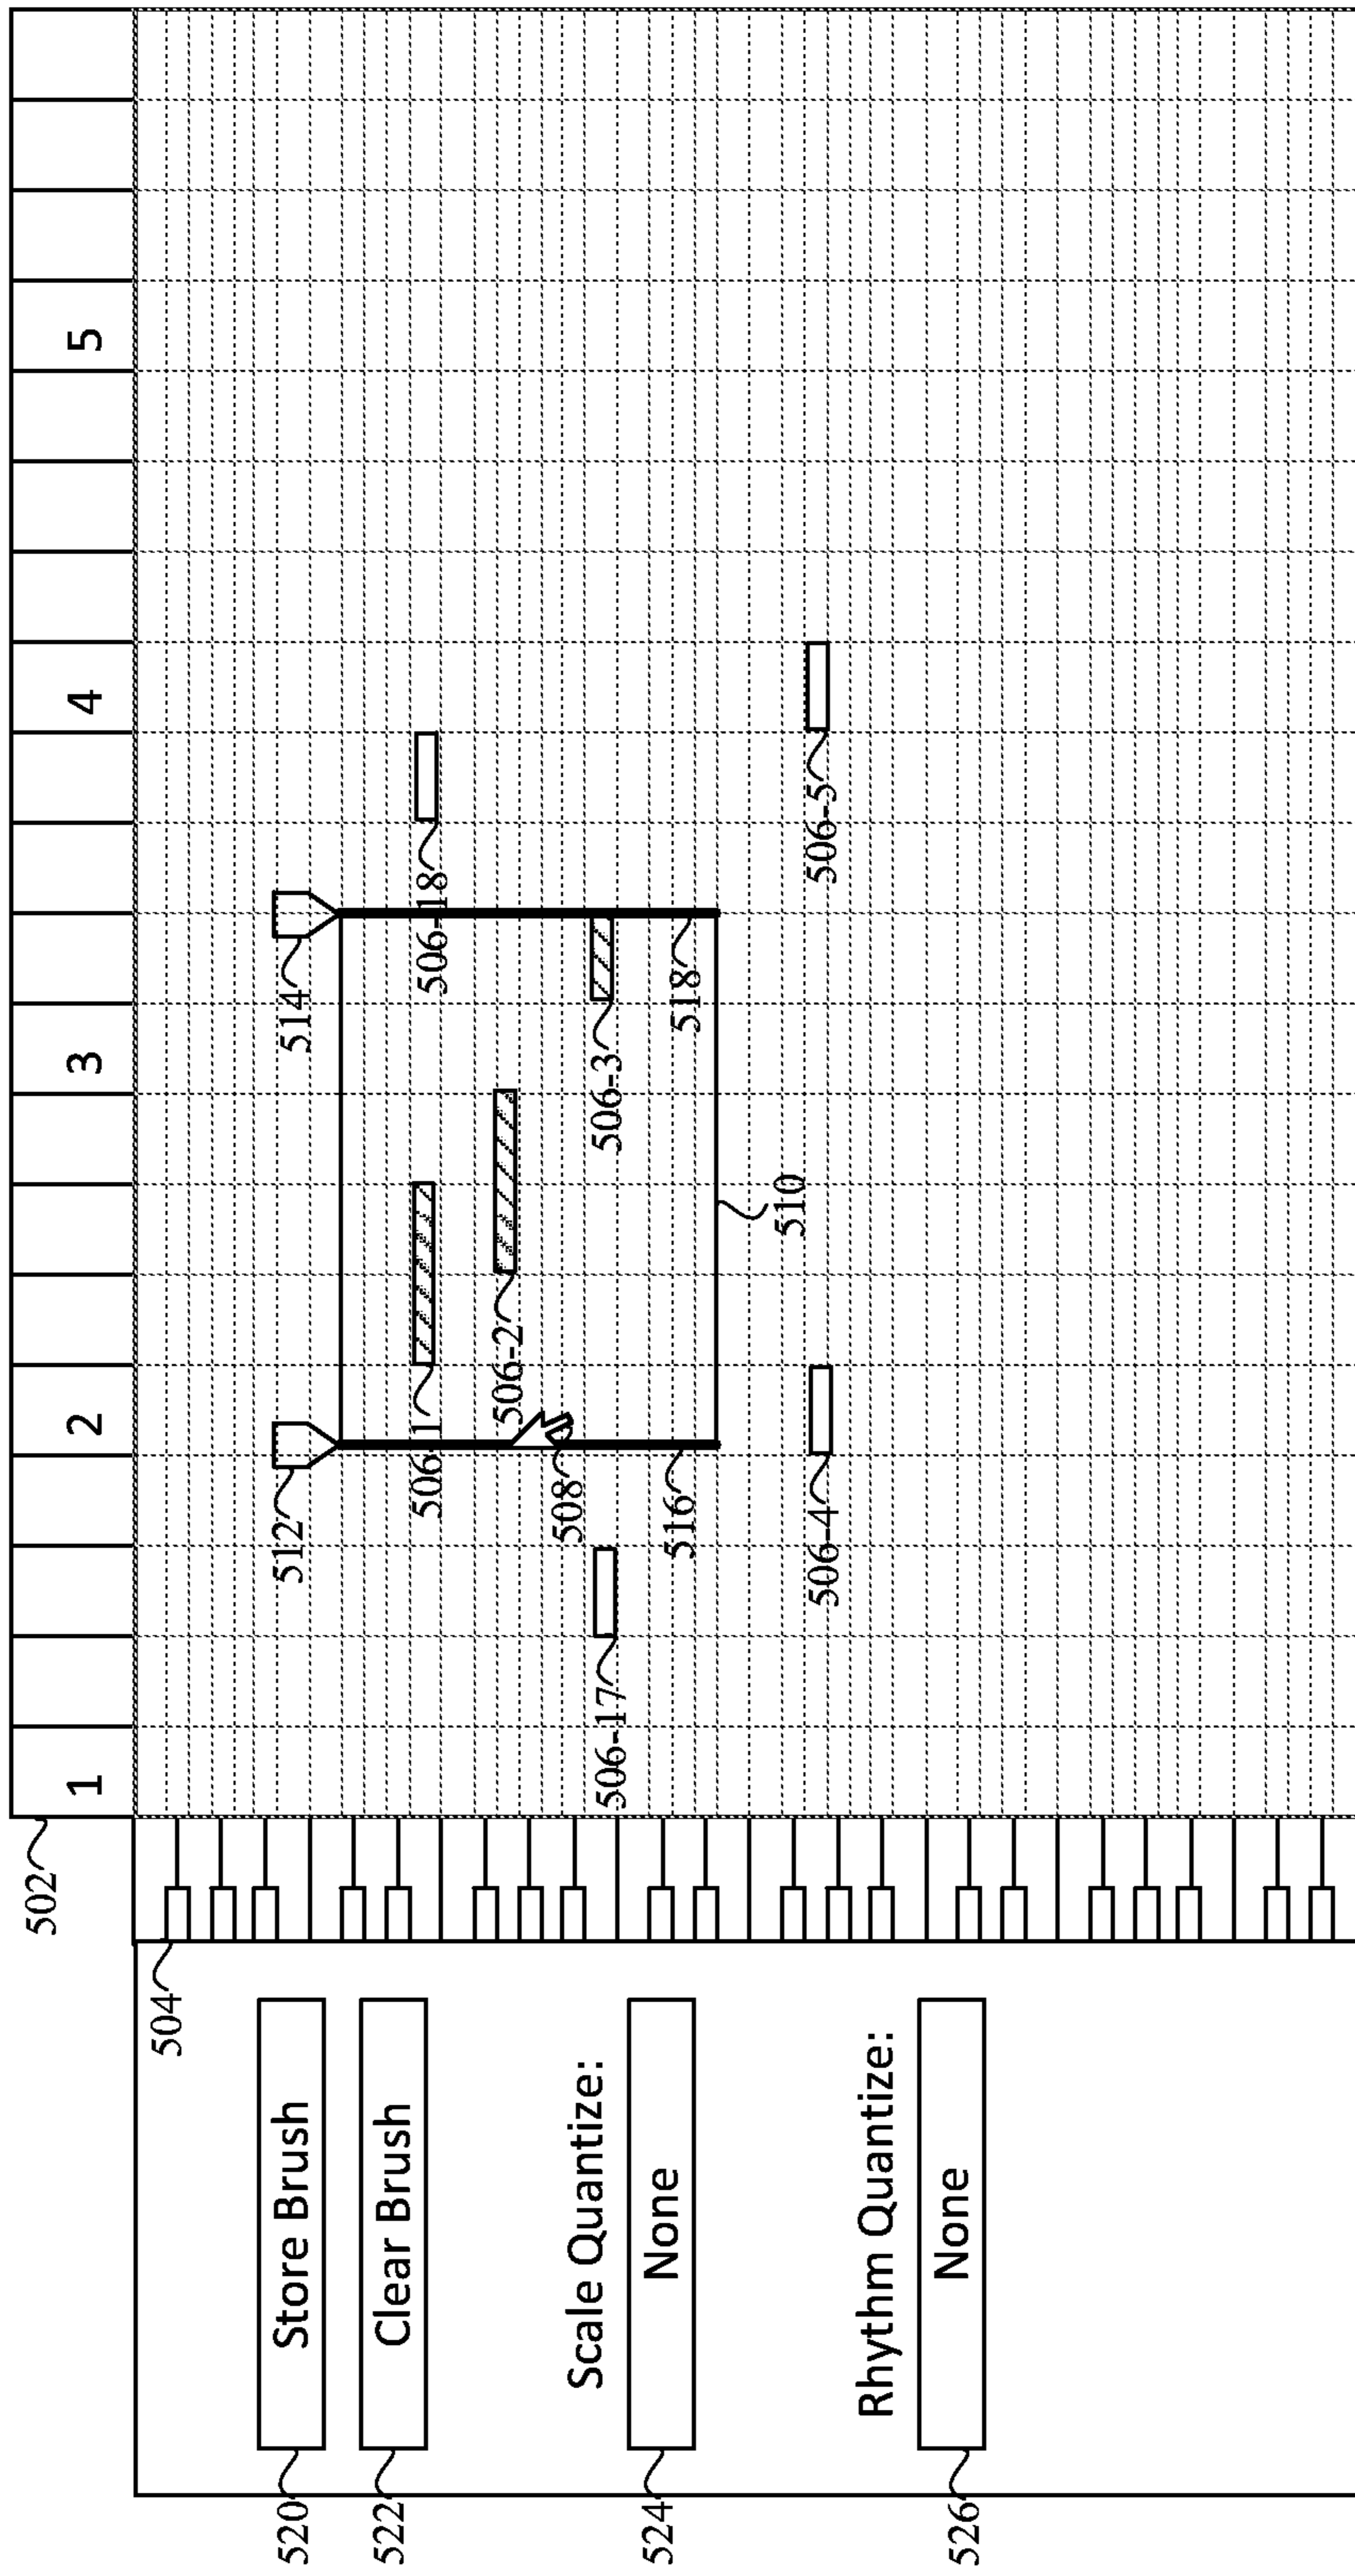 502
1 2 3 4 5
504
520 Store Brush
522 Clear Brush
Scale Quantize:
524 None
Rhythm Quantize:
526 None
512
514
506-1
506-18
506-2
508
506-17
506-3
516
518
510
506-4
506-5